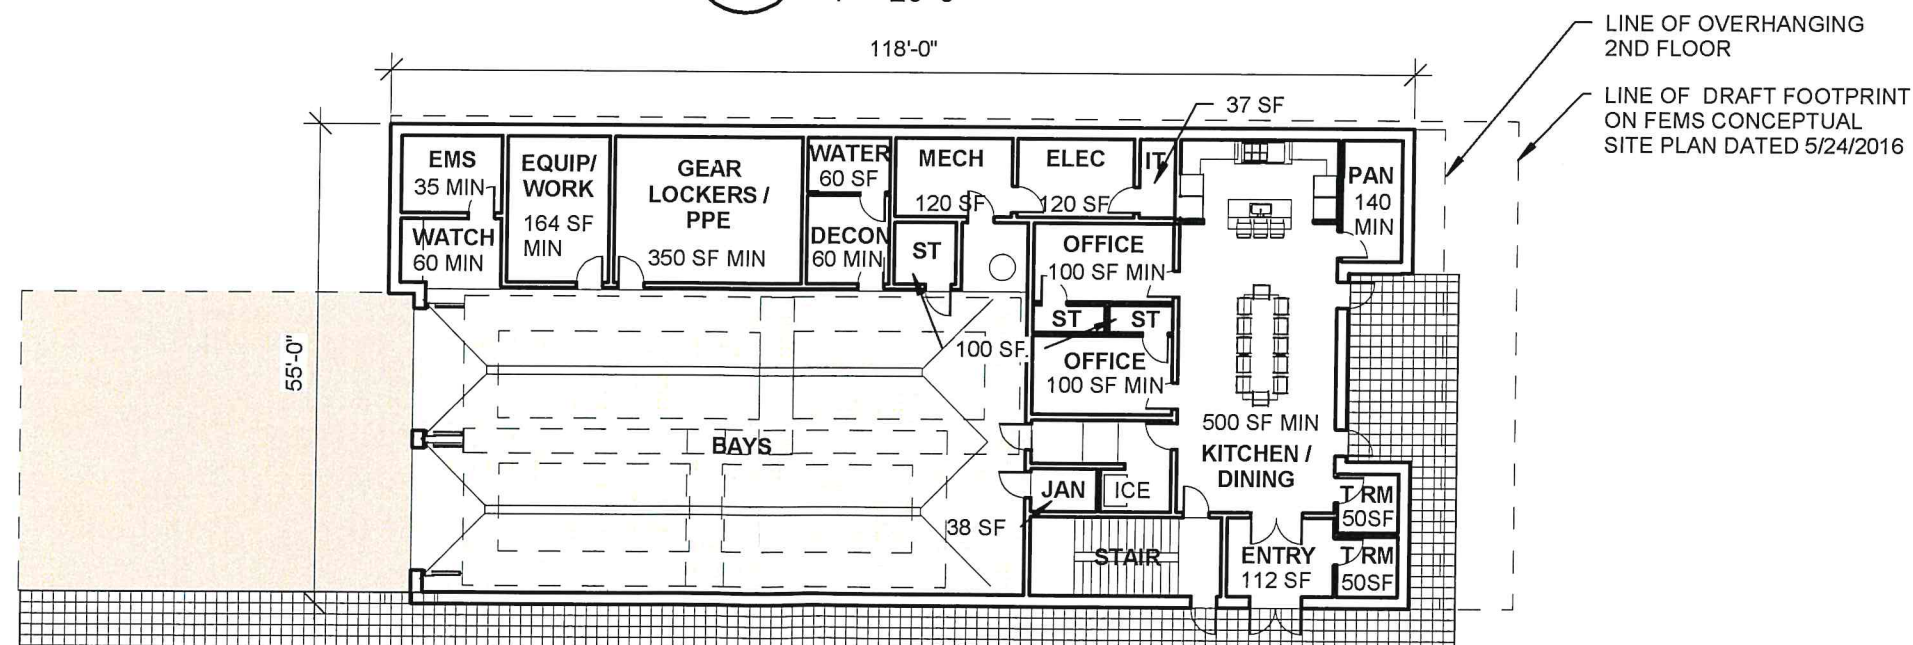 118'-0"
LINE OF OVERHANGING
2ND FLOOR
LINE OF DRAFT FOOTPRINT
ON FEMS CONCEPTUAL
SITE PLAN DATED 5/24/2016
37 SF
55'-0"
EMS
35 MIN
WATCH
60 MIN
EQUIP/
WORK
164 SF
MIN
GEAR
LOCKERS /
PPE
350 SF MIN
WATER
60 SF
DECON
60 MIN
MECH
120 SF
ST
ELEC
120 SF
IT
PAN
140
MIN
OFFICE
100 SF MIN
ST
ST
100 SF
OFFICE
100 SF MIN
500 SF MIN
KITCHEN /
DINING
BAYS
JAN
ICE
38 SF
STAIR
ENTRY
112 SF
T RM
50SF
T RM
50SF